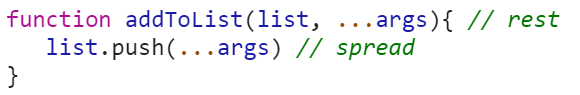 function addToList(list, ...args){ // rest
   list.push(...args) // spread
}